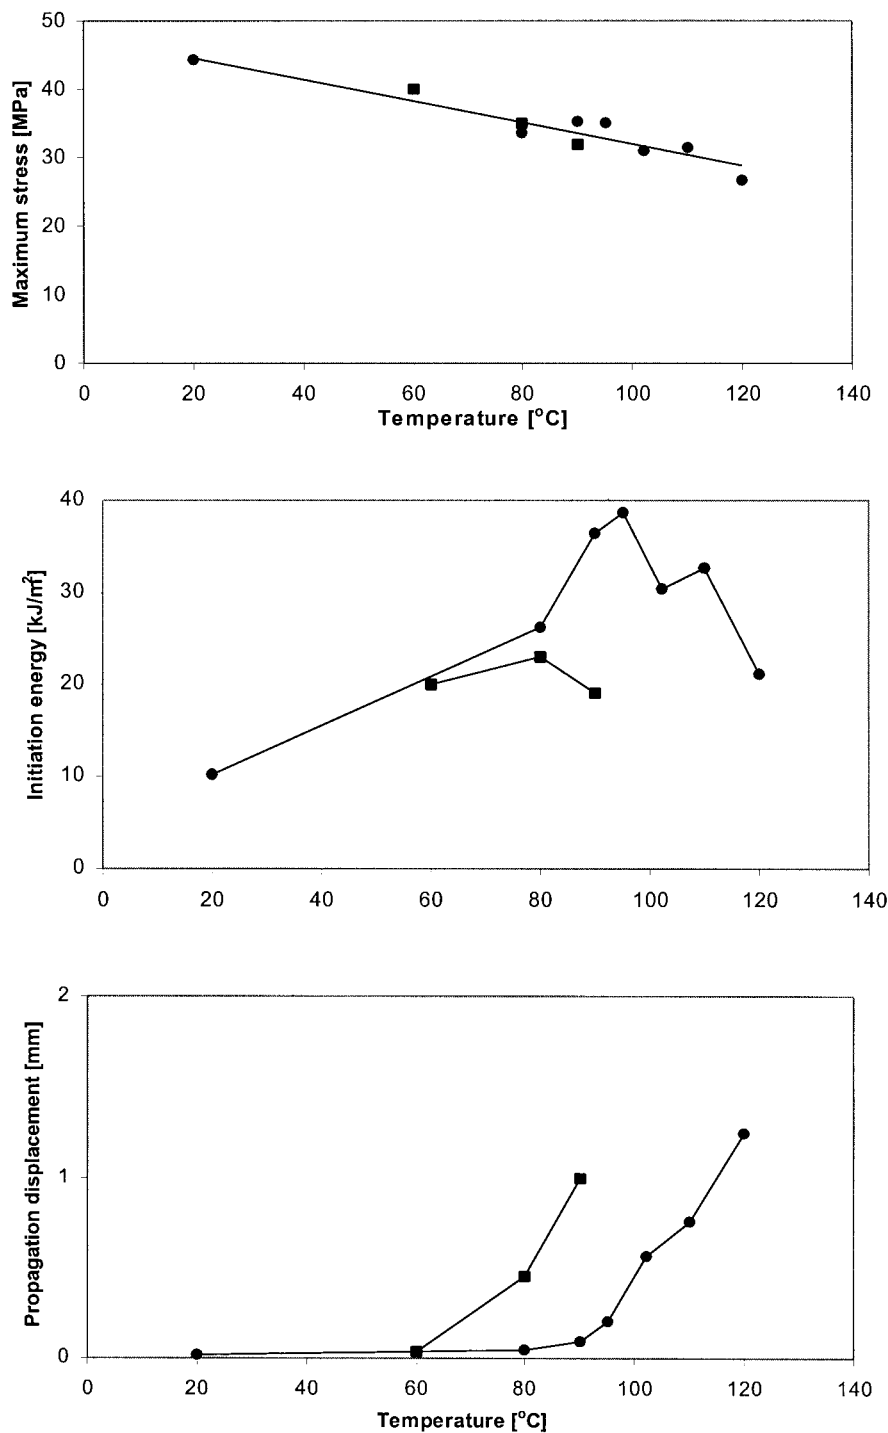 50
40
30
20
10
0
Maximum stress [MPa]
0 20 40 60 80 100 120 140
Temperature [°C]
40
30
20
10
0
Initiation energy [kJ/m²]
0 20 40 60 80 100 120 140
2
1
0
Propagation displacement [mm]
0 20 40 60 80 100 120 140
Temperature [°C]